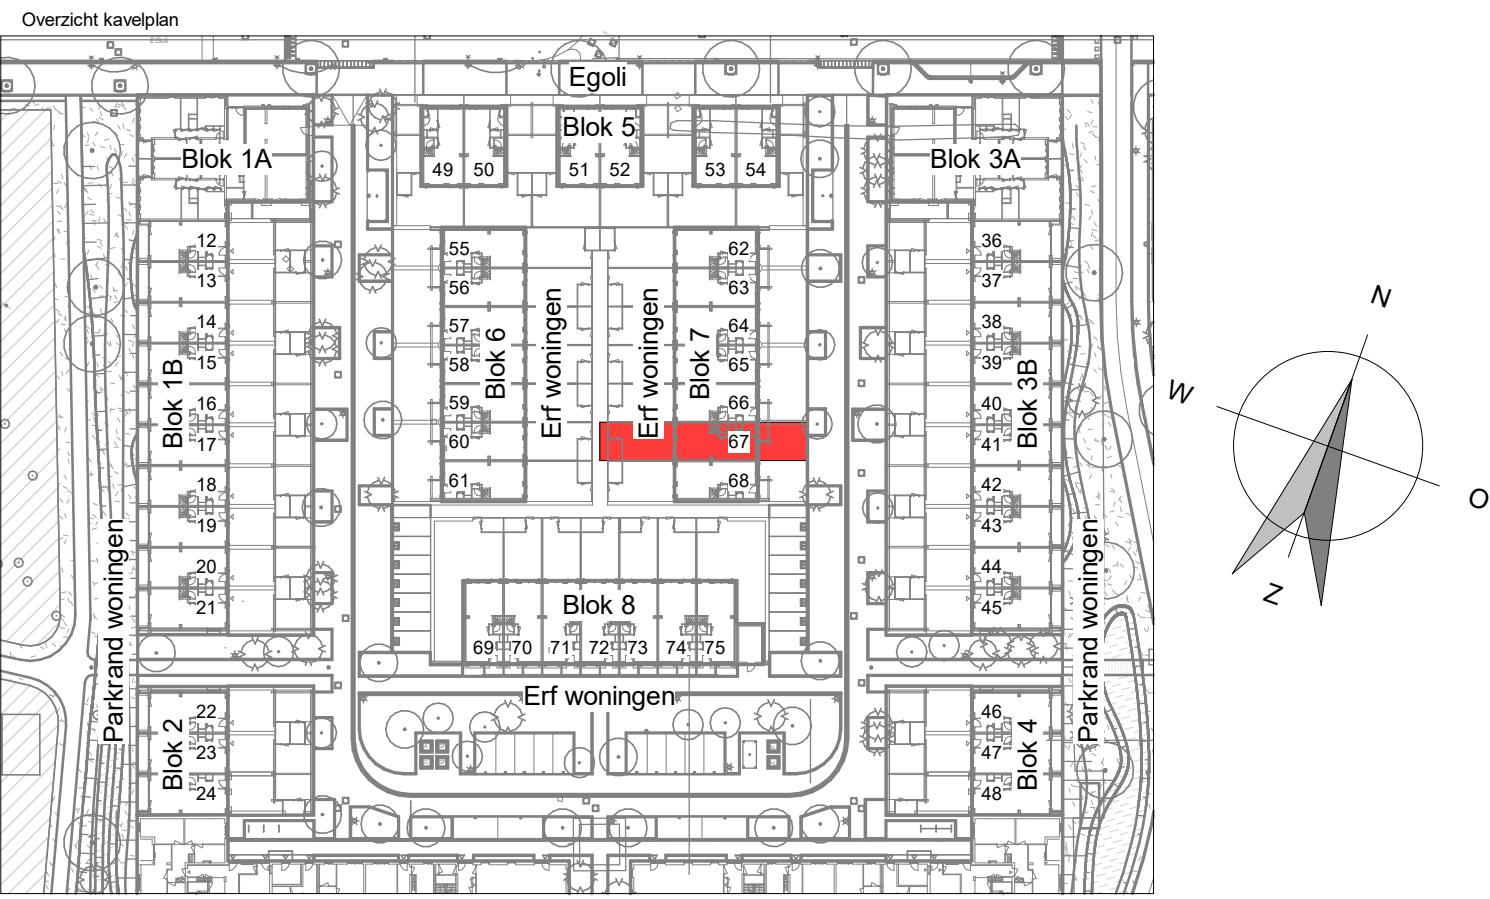 Overzicht kavelplan
EGoli
Egoli
Blok 5
49 50 51 52 53 54
Blok 1A
Blok 3A
12
13
14
15
16
17
18
19
20
21
Blok 1B
55
56
57
58
59
60
61
Blok 6
Erf woningen
Erf woningen
Blok 7
62
63
64
65
66
67
68
36
37
38
39
40
41
42
43
44
45
Blok 3B
Blok 8
69 70 71 72 73 74 75
Erf woningen
Parkrand woningen
Parkrand woningen
Blok 2
22
23
24
46
47
48
Blok 4
N
W
O
Z